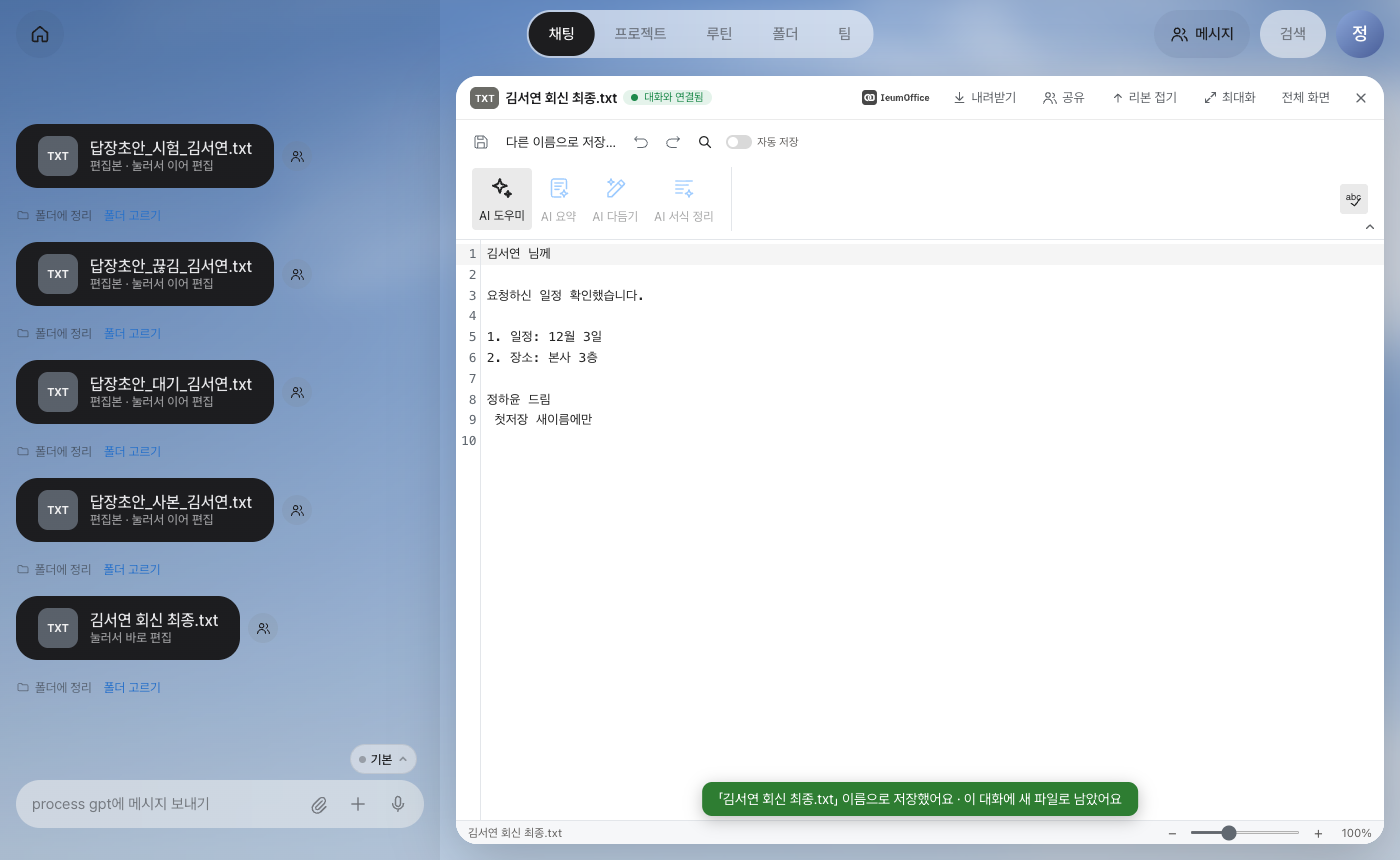 채팅
프로젝트
루틴
폴더
팀
메시지
검색
정
TXT
답장초안_시험_김서연.txt
편집본 · 눌러서 이어 편집
폴더에 정리 폴더 고르기
TXT
답장초안_끊김_김서연.txt
편집본 · 눌러서 이어 편집
폴더에 정리 폴더 고르기
TXT
답장초안_대기_김서연.txt
편집본 · 눌러서 이어 편집
폴더에 정리 폴더 고르기
TXT
답장초안_사본_김서연.txt
편집본 · 눌러서 이어 편집
폴더에 정리 폴더 고르기
TXT
김서연 회신 최종.txt
눌러서 바로 편집
폴더에 정리 폴더 고르기
기본
process gpt에 메시지 보내기
TXT 김서연 회신 최종.txt 대화와 연결됨
IeumOffice 내려받기 공유 리본 접기 최대화 전체 화면
다른 이름으로 저장... 자동 저장
AI 도우미 AI 요약 AI 다듬기 AI 서식 정리
abc
1 김서연 님께
2
3 요청하신 일정 확인했습니다.
4
5 1. 일정: 12월 3일
6 2. 장소: 본사 3층
7
8 정하윤 드림
9 첫저장 새이름에만
10
「김서연 회신 최종.txt」 이름으로 저장했어요 · 이 대화에 새 파일로 남았어요
김서연 회신 최종.txt
− + 100%